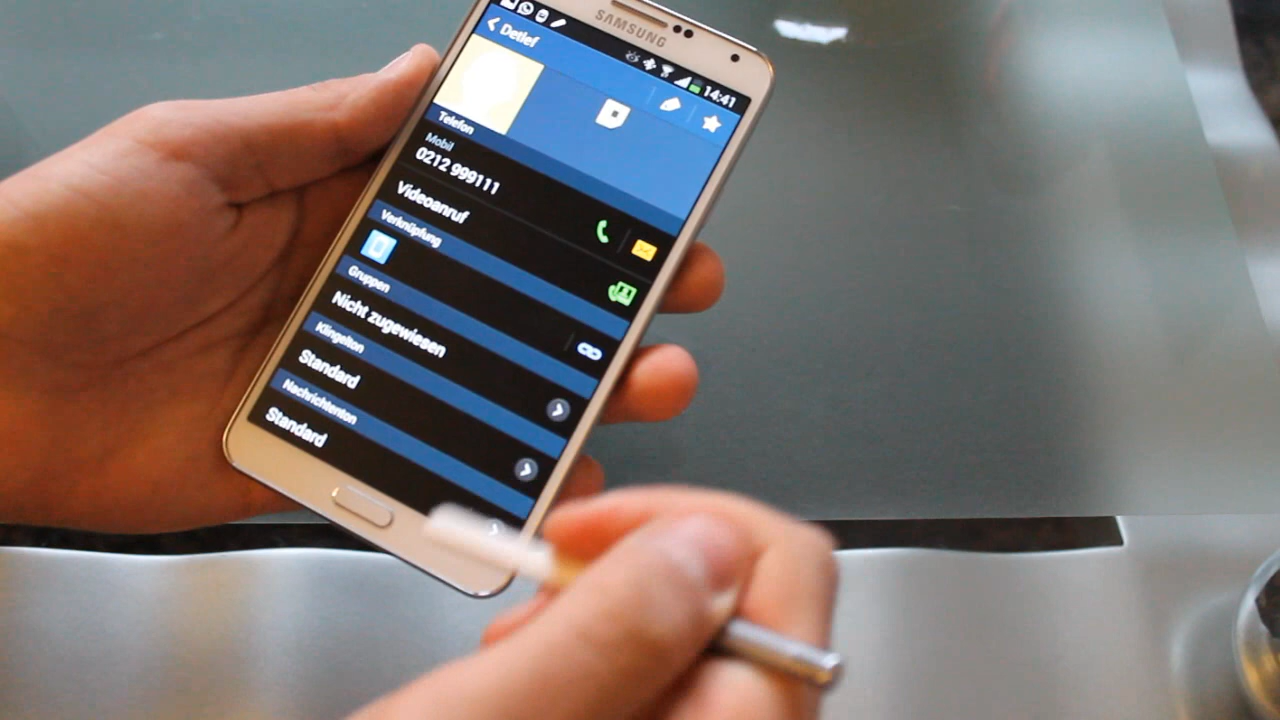 SAMSUNG
14:41
Detlef
Telefon
Mobil
0212 999111
Videoanruf
Verknüpfung
Gruppen
Nicht zugewiesen
Klingelton
Standard
Nachrichtenton
Standard